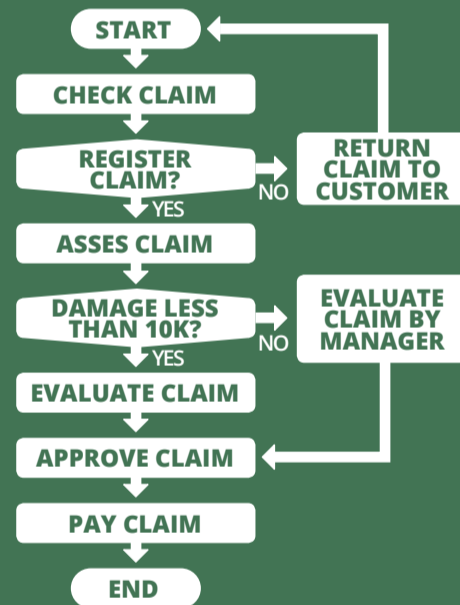 START
CHECK CLAIM
REGISTER
CLAIM?
NO
RETURN
CLAIM TO
CUSTOMER
YES
ASSES CLAIM
DAMAGE LESS
THAN 10K?
NO
EVALUATE
CLAIM BY
MANAGER
YES
EVALUATE CLAIM
APPROVE CLAIM
PAY CLAIM
END